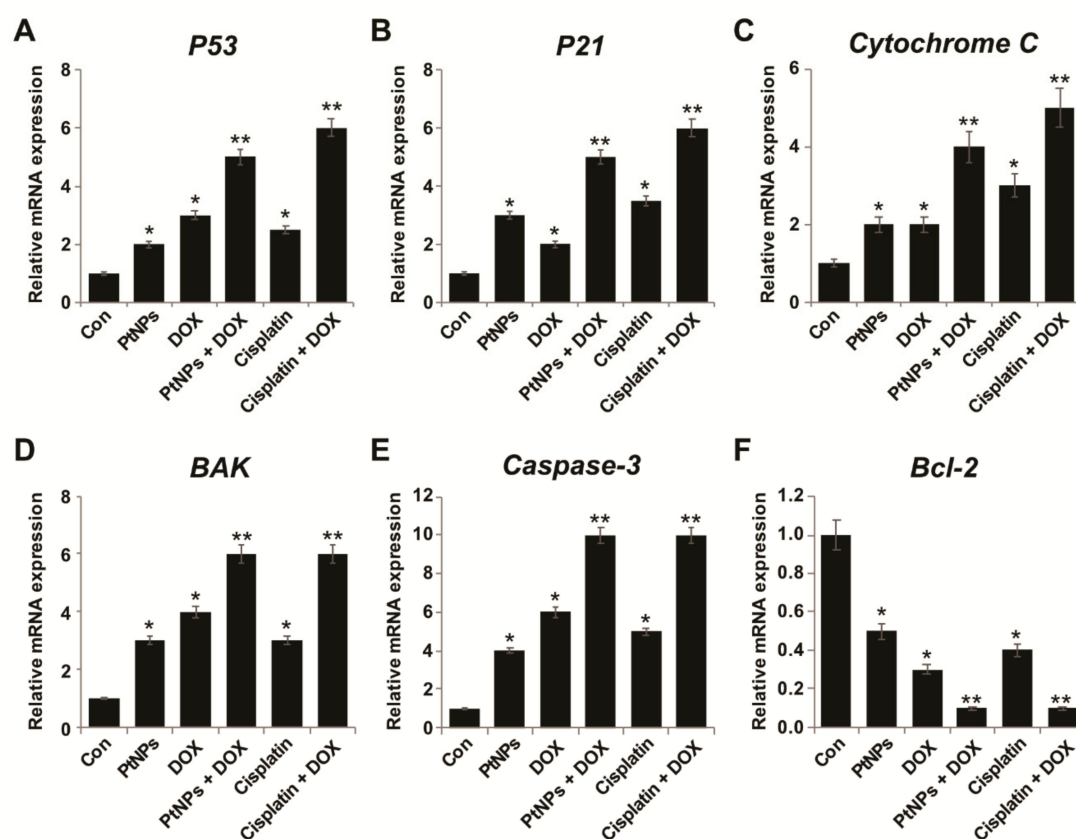 A
P53
Relative mRNA expression
8
6
4
2
0
*
*
**
*
**
Con
PtNPs
DOX
PtNPs + DOX
Cisplatin
Cisplatin + DOX
B
P21
Relative mRNA expression
8
6
4
2
0
*
*
**
*
**
Con
PtNPs
DOX
PtNPs + DOX
Cisplatin
Cisplatin + DOX
C
Cytochrome C
Relative mRNA expression
6
4
2
0
*
*
**
*
**
Con
PtNPs
DOX
PtNPs + DOX
Cisplatin
Cisplatin + DOX
D
BAK
Relative mRNA expression
8
6
4
2
0
*
*
**
*
**
Con
PtNPs
DOX
PtNPs + DOX
Cisplatin
Cisplatin + DOX
E
Caspase-3
Relative mRNA expression
12
10
8
6
4
2
0
*
*
**
*
**
Con
PtNPs
DOX
PtNPs + DOX
Cisplatin
Cisplatin + DOX
F
Bcl-2
Relative mRNA expression
1.2
1.0
0.8
0.6
0.4
0.2
0.0
*
*
**
*
**
Con
PtNPs
DOX
PtNPs + DOX
Cisplatin
Cisplatin + DOX